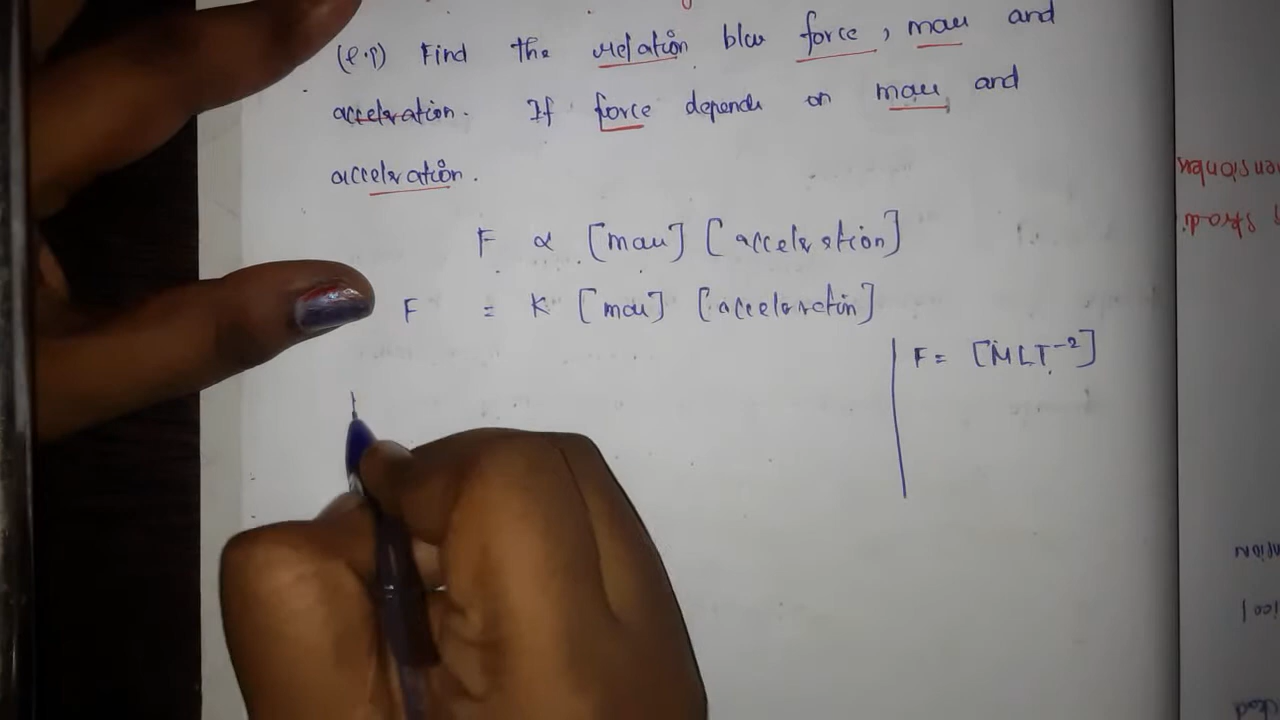 (e.g) Find the relation b/w force, mass and
acceleration. If force depends on mass and
acceleration.
F ∝ [mass] [acceleration]
F = K [mass] [acceleration]
F = [MLT⁻²]